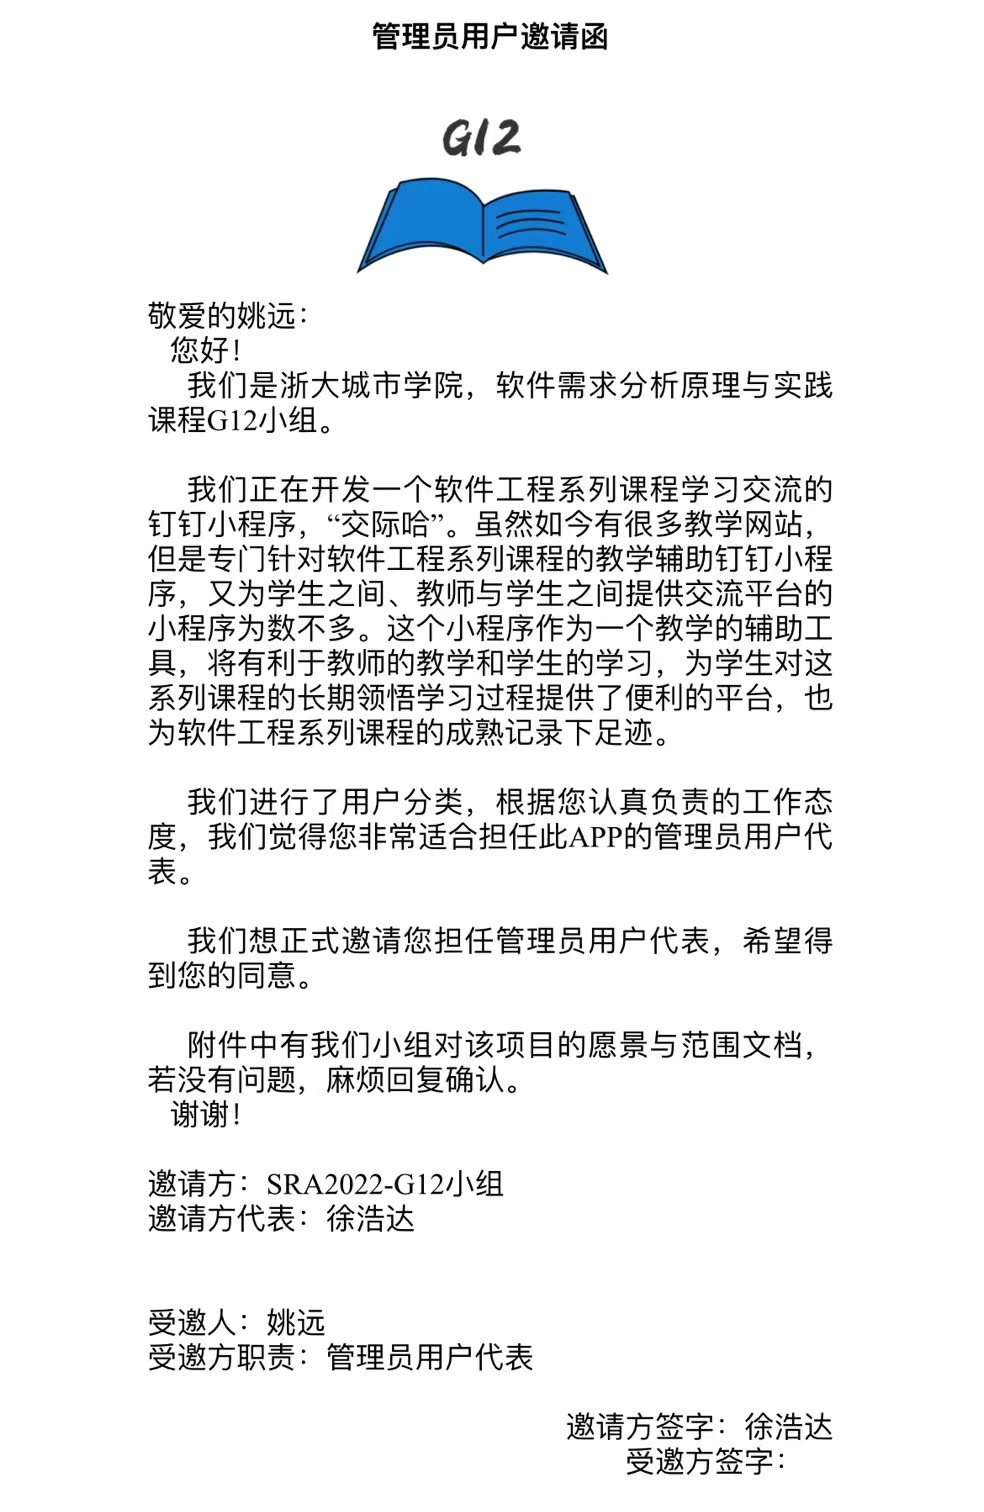 管理员用户邀请函
G12
敬爱的姚远：
您好！
我们是浙大城市学院，软件需求分析原理与实践
课程G12小组。
我们正在开发一个软件工程系列课程学习交流的
钉钉小程序，“交际哈”。虽然如今有很多教学网站，
但是专门针对软件工程系列课程的教学辅助钉钉小程
序，又为学生之间、教师与学生之间提供交流平台的
小程序为数不多。这个小程序作为一个教学的辅助工
具，将有利于教师的教学和学生的学习，为学生对这
系列课程的长期领悟学习过程提供了便利的平台，也
为软件工程系列课程的成熟记录下足迹。
我们进行了用户分类，根据您认真负责的工作态
度，我们觉得您非常适合担任此APP的管理员用户代
表。
我们想正式邀请您担任管理员用户代表，希望得
到您的同意。
附件中有我们小组对该项目的愿景与范围文档，
若没有问题，麻烦回复确认。
谢谢！
邀请方：SRA2022-G12小组
邀请方代表：徐浩达
受邀人：姚远
受邀方职责：管理员用户代表
邀请方签字：徐浩达
受邀方签字：